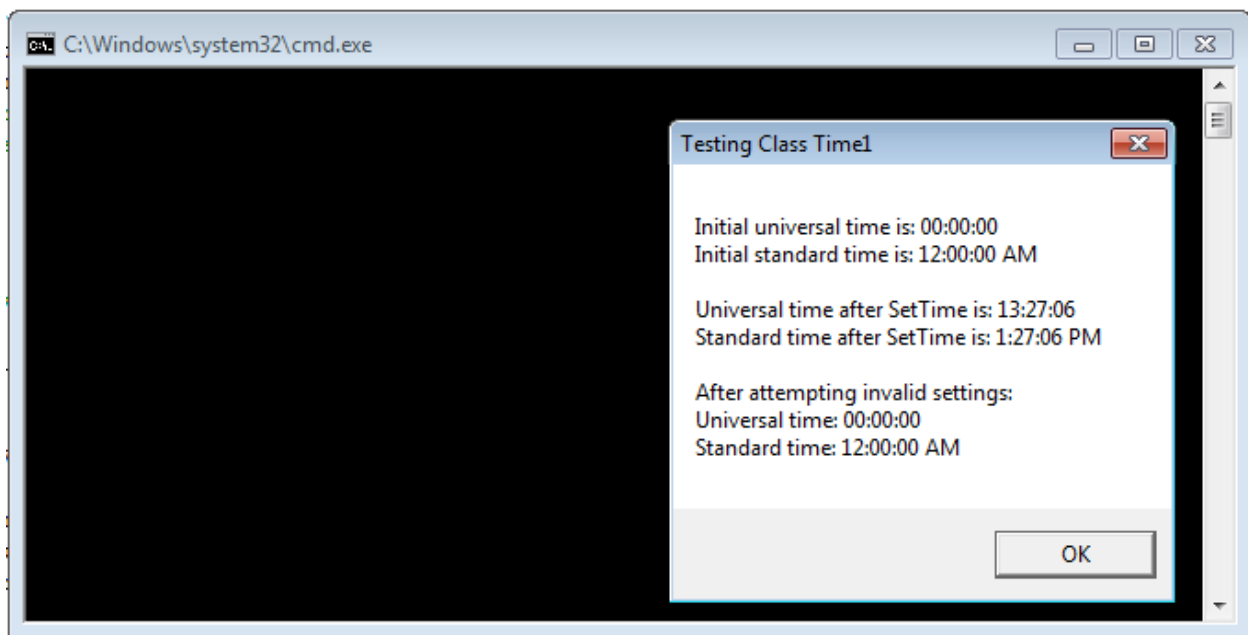 C:\Windows\system32\cmd.exe
Testing Class Time1
Initial universal time is: 00:00:00
Initial standard time is: 12:00:00 AM
Universal time after SetTime is: 13:27:06
Standard time after SetTime is: 1:27:06 PM
After attempting invalid settings:
Universal time: 00:00:00
Standard time: 12:00:00 AM
OK